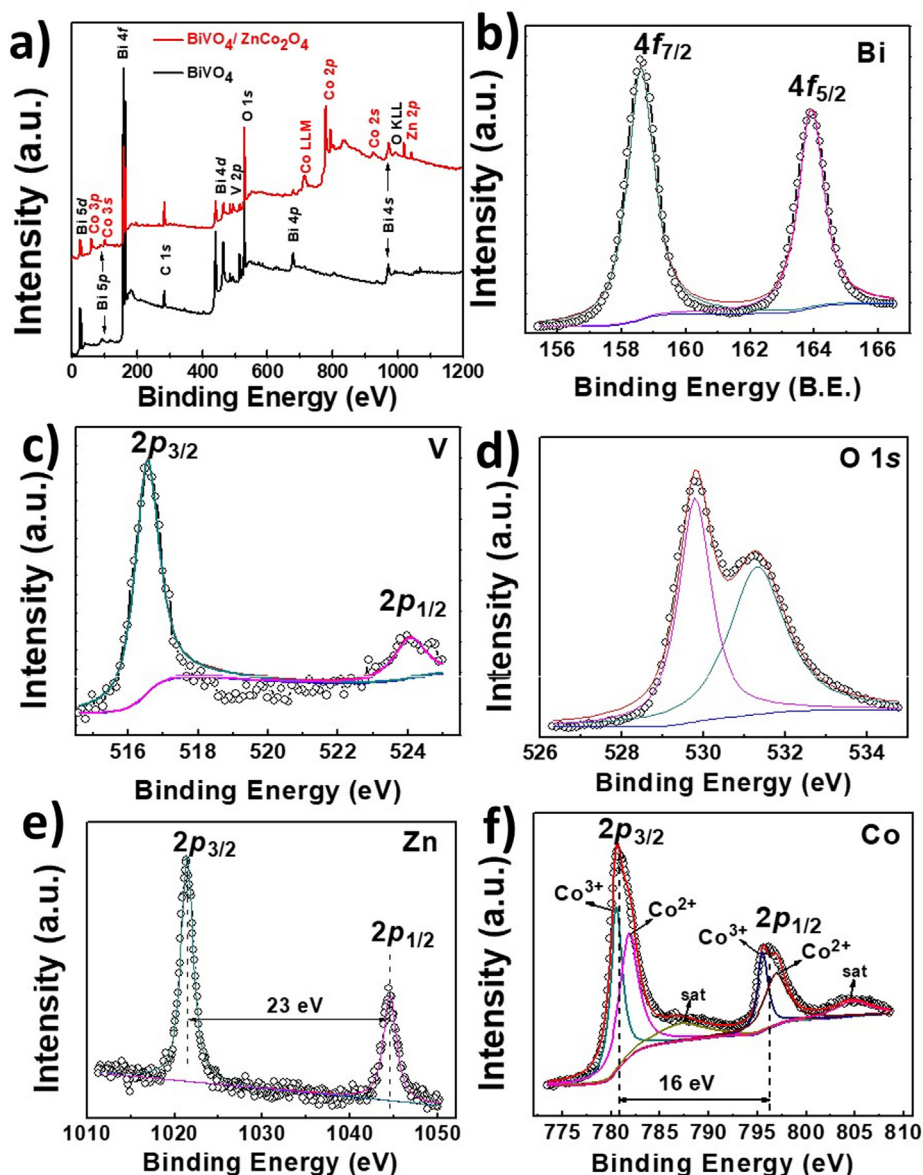 a)
BiVO₄/ ZnCo₂O₄
BiVO₄
Bi 5d
Co 3p
Co 3s
Bi 5p
Bi 4f
C 1s
Bi 4d
V 2p
O 1s
Bi 4p
Co LLM
Co 2p
Co 2s
Bi 4s
O KLL
Zn 2p
Intensity (a.u.)
0 200 400 600 800 1000 1200
Binding Energy (eV)
b)
4f₇/₂
4f₅/₂
Bi
Intensity (a.u.)
156 158 160 162 164 166
Binding Energy (B.E.)
c)
2p₃/₂
V
2p₁/₂
Intensity (a.u.)
516 518 520 522 524
Binding Energy (eV)
d)
O 1s
Intensity (a.u.)
526 528 530 532 534
Binding Energy (eV)
e)
2p₃/₂
Zn
2p₁/₂
23 eV
Intensity (a.u.)
1010 1020 1030 1040 1050
Binding Energy (eV)
f)
2p₃/₂
Co
Co³⁺
Co²⁺
2p₁/₂
Co³⁺
Co²⁺
sat
sat
16 eV
Intensity (a.u.)
775 780 785 790 795 800 805 810
Binding Energy (eV)